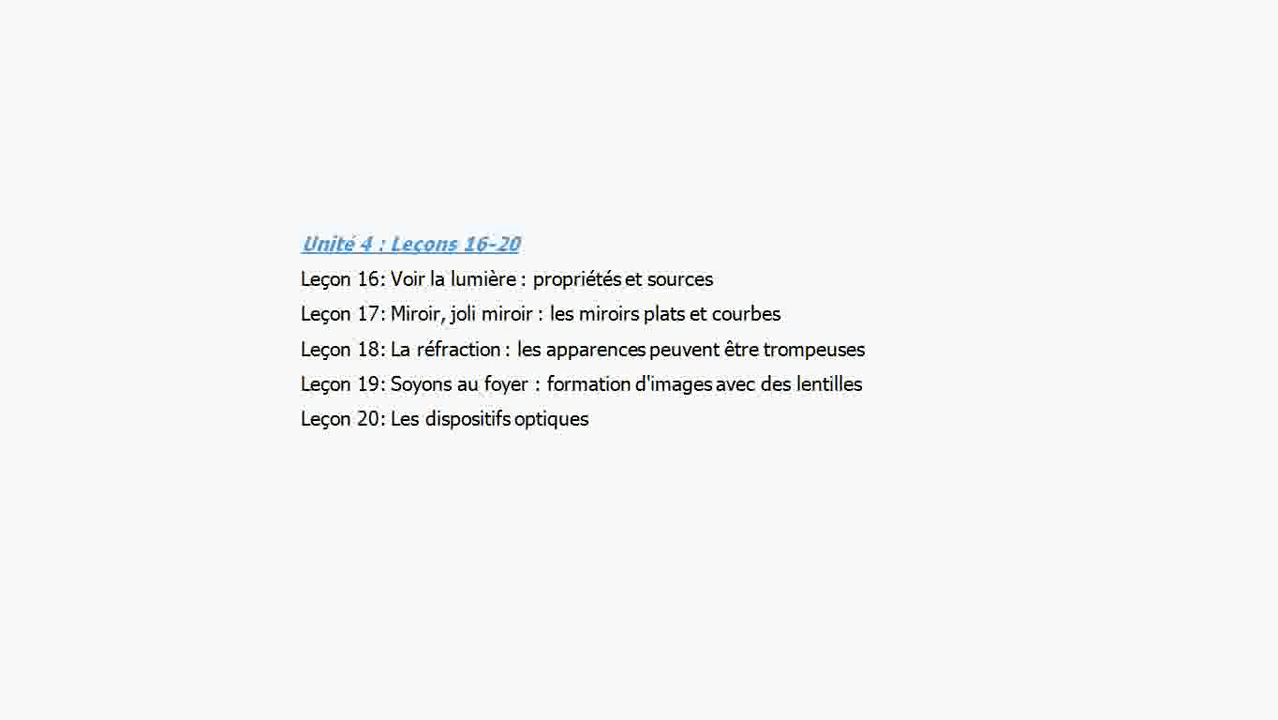 Unité 4 : Leçons 16-20
Leçon 16: Voir la lumière : propriétés et sources
Leçon 17: Miroir, joli miroir : les miroirs plats et courbes
Leçon 18: La réfraction : les apparences peuvent être trompeuses
Leçon 19: Soyons au foyer : formation d'images avec des lentilles
Leçon 20: Les dispositifs optiques